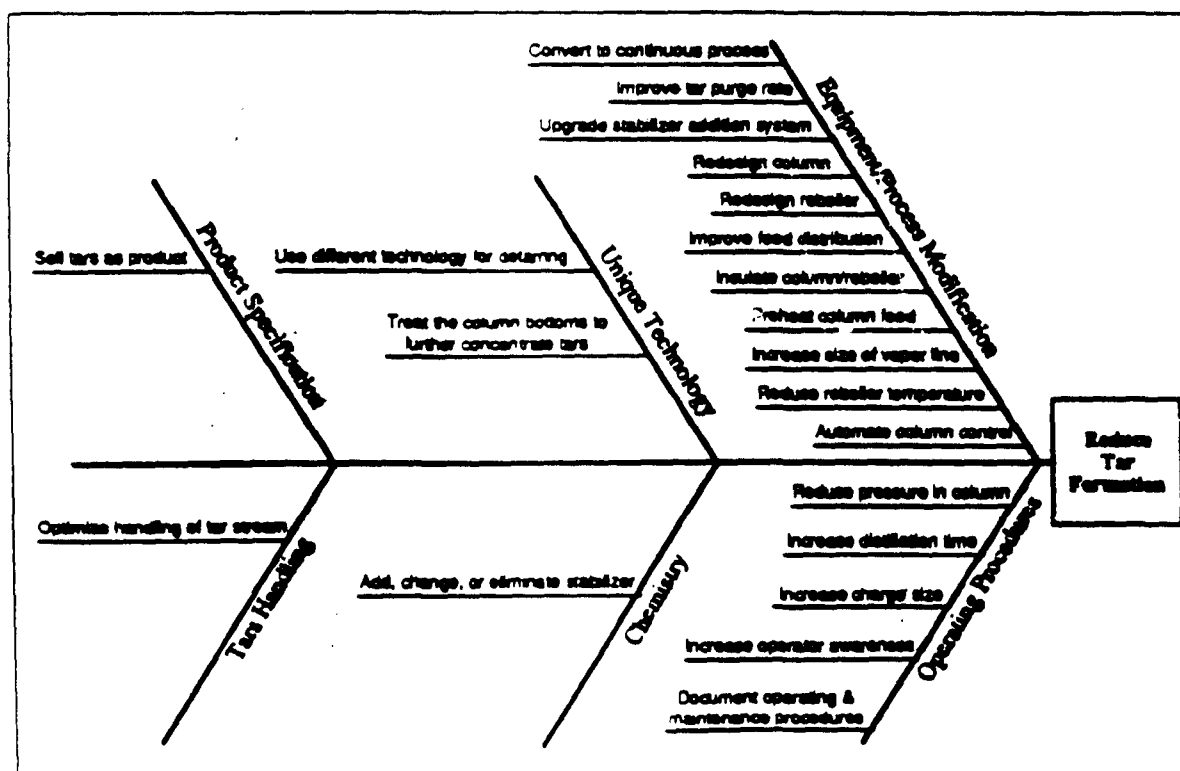 Convert to continuous process
Improve tar purge rate
Upgrade stabilizer addition system
Redesign column
Redesign reboiler
Improve feed distribution
Insulate column/reboiler
Preheat column feed
Increase size of vapor line
Reduce reboiler temperature
Automate column control
Equipment/Process Modification
Use different technology for detarring
Treat the column bottoms to
further concentrate tars
Unique Technology
Sell tars as product
Product Specification
Reduce
Tar
Formation
Optimize handling of tar stream
Tars Handling
Add, change, or eliminate stabilizer
Chemistry
Reduce pressure in column
Increase distillation time
Increase charge size
Increase operator awareness
Document operating &
maintenance procedures
Operating Procedures